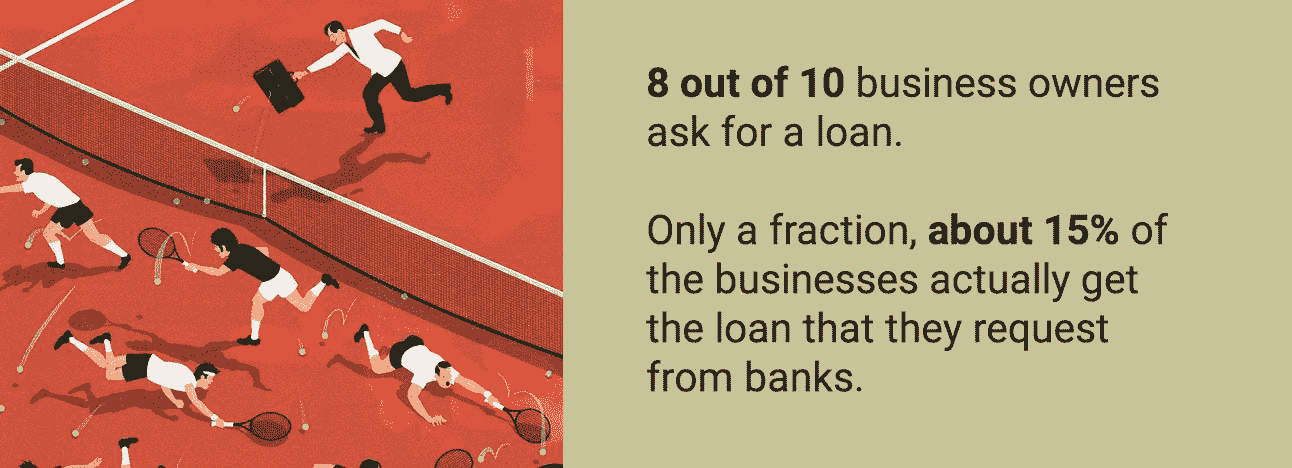 8 out of 10 business owners
ask for a loan.
Only a fraction, about 15% of
the businesses actually get
the loan that they request
from banks.